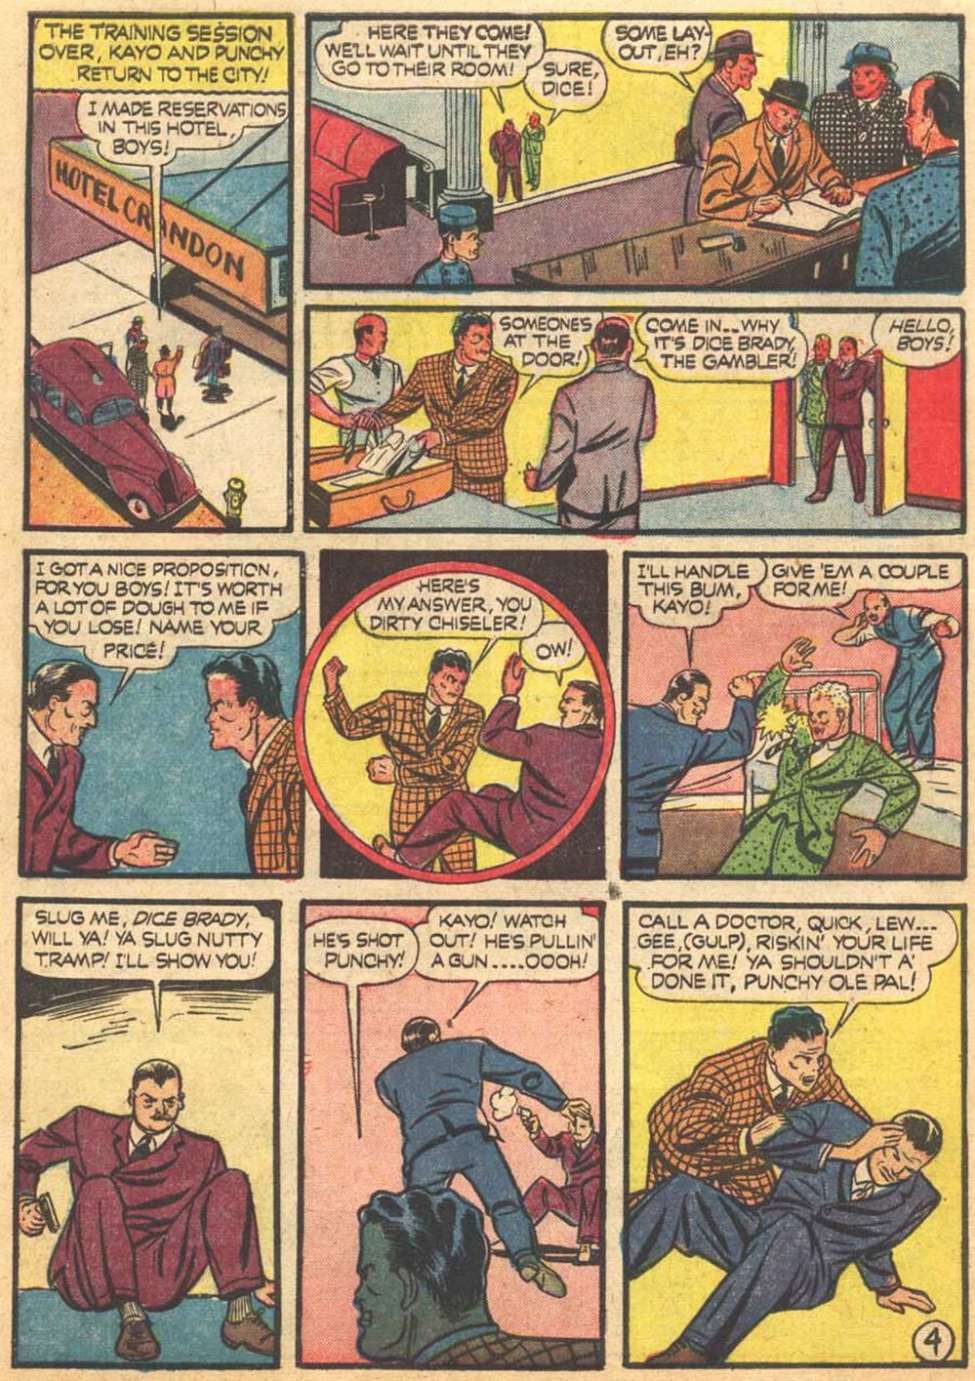 THE TRAINING SESSION
OVER, KAYO AND PUNCHY
RETURN TO THE CITY!
I MADE RESERVATIONS
IN THIS HOTEL,
BOYS!
HOTEL CRANDON
HERE THEY COME!
WE'LL WAIT UNTIL THEY
GO TO THEIR ROOM!
SURE,
DICE!
SOME LAY-
OUT, EH?
SOMEONE'S
AT THE
DOOR!
COME IN..WHY
IT'S DICE BRADY,
THE GAMBLER!
HELLO,
BOYS!
I GOT A NICE PROPOSITION,
FOR YOU BOYS! IT'S WORTH
A LOT OF DOUGH TO ME IF
YOU LOSE! NAME YOUR
PRICE!
HERE'S
MY ANSWER, YOU
DIRTY CHISELER!
OW!
I'LL HANDLE
THIS BUM,
KAYO!
GIVE 'EM A COUPLE
FOR ME!
SLUG ME, DICE BRADY,
WILL YA! YA SLUG NUTTY
TRAMP! I'LL SHOW YOU!
HE'S SHOT
PUNCHY!
KAYO! WATCH
OUT! HE'S PULLIN'
A GUN....OOOH!
CALL A DOCTOR, QUICK, LEW...
GEE, (GULP), RISKIN' YOUR LIFE
FOR ME! YA SHOULDN'T A'
DONE IT, PUNCHY OLE PAL!
4